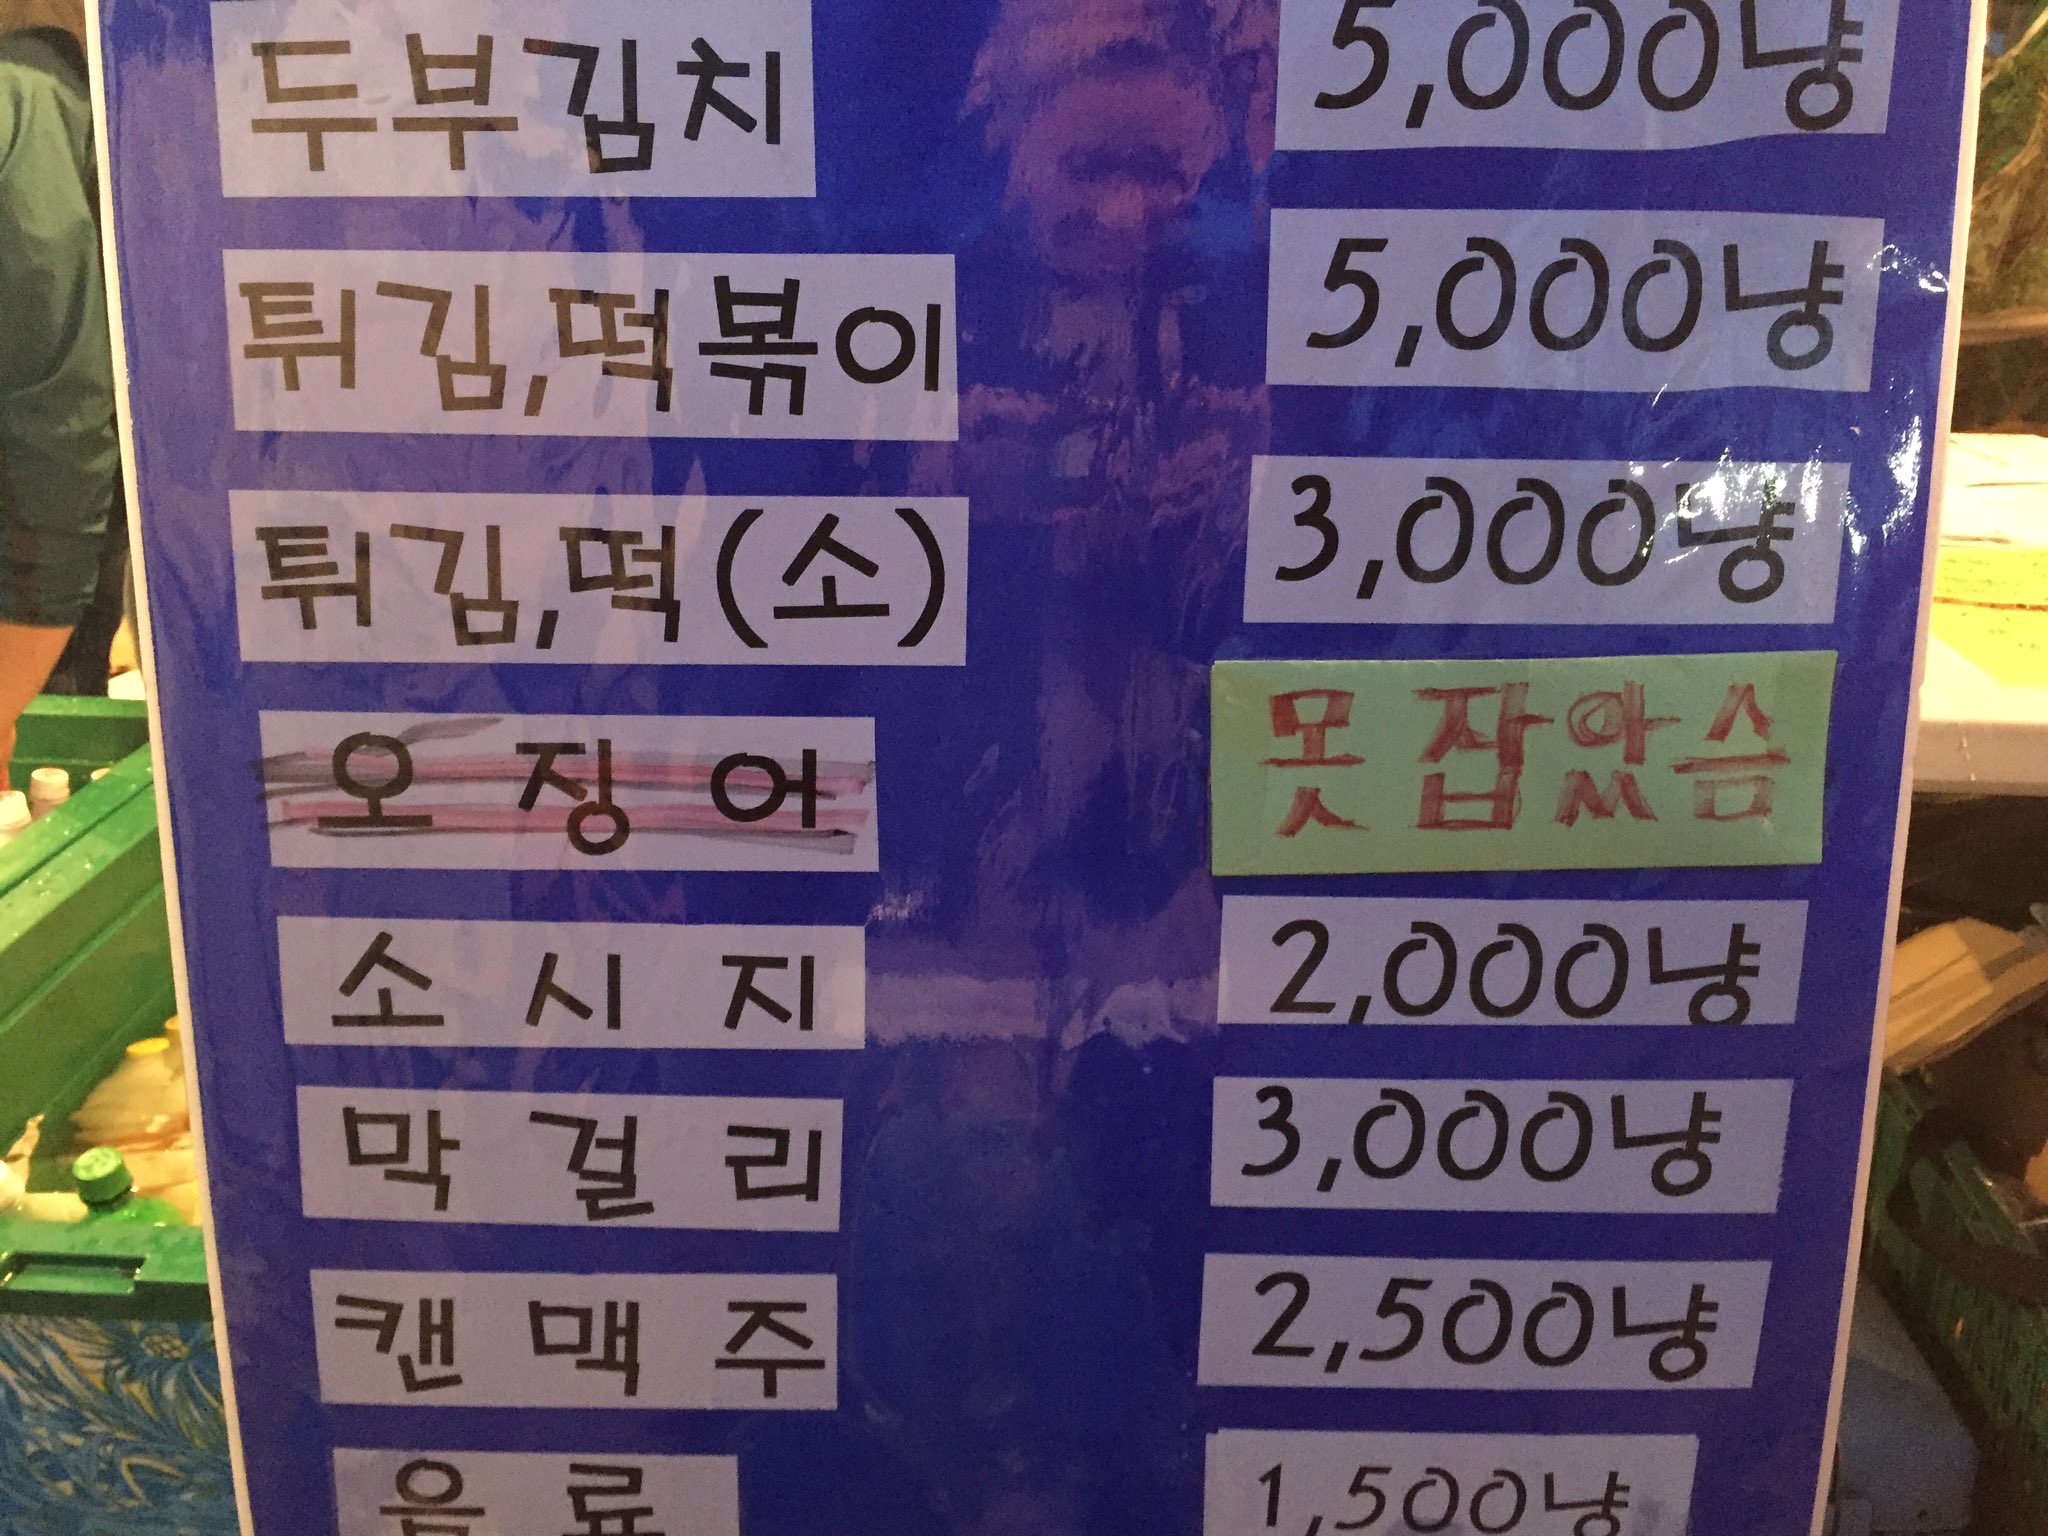 두부김치 5,000냥
튀김,떡볶이 5,000냥
튀김,떡(소) 3,000냥
오징어 못잡았슴
소시지 2,000냥
막걸리 3,000냥
캔맥주 2,500냥
음료 1,500냥